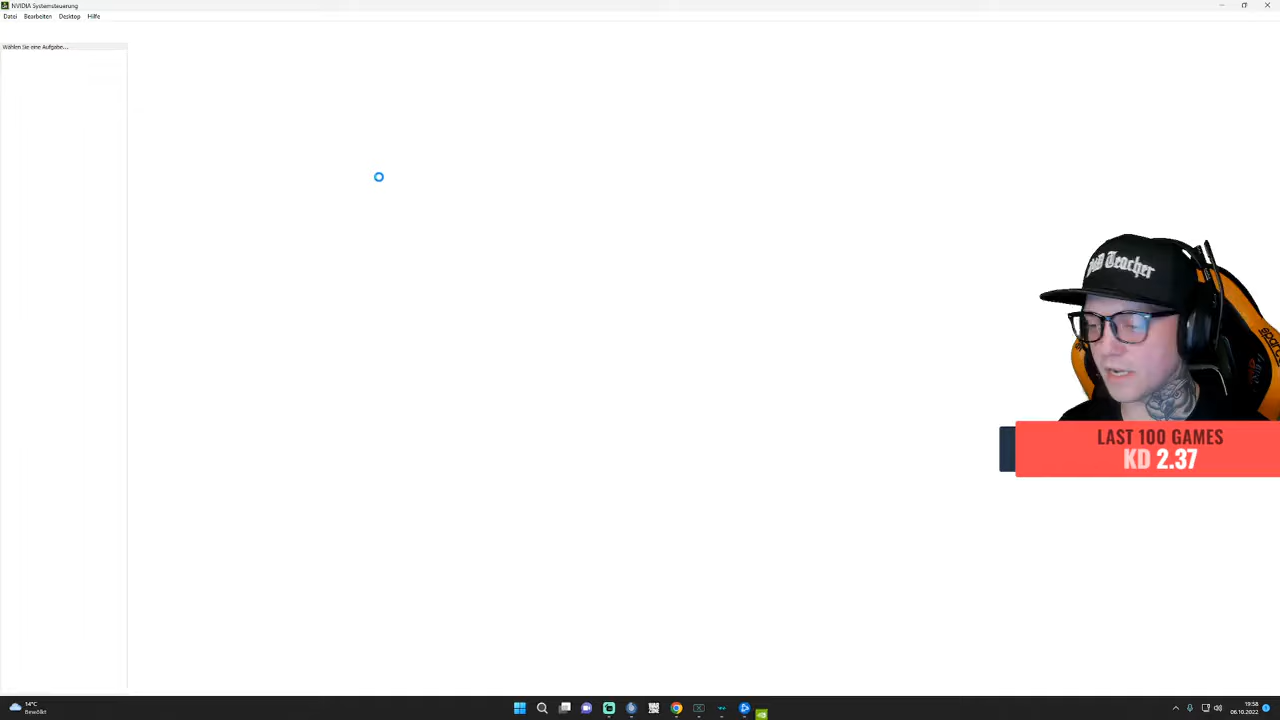 NVIDIA Systemsteuerung
Datei Bearbeiten Desktop Hilfe
Wählen Sie eine Aufgabe...
Teacher
LAST 100 GAMES
KD 2.37
14°C
Bewölkt
19:58
06.10.2022